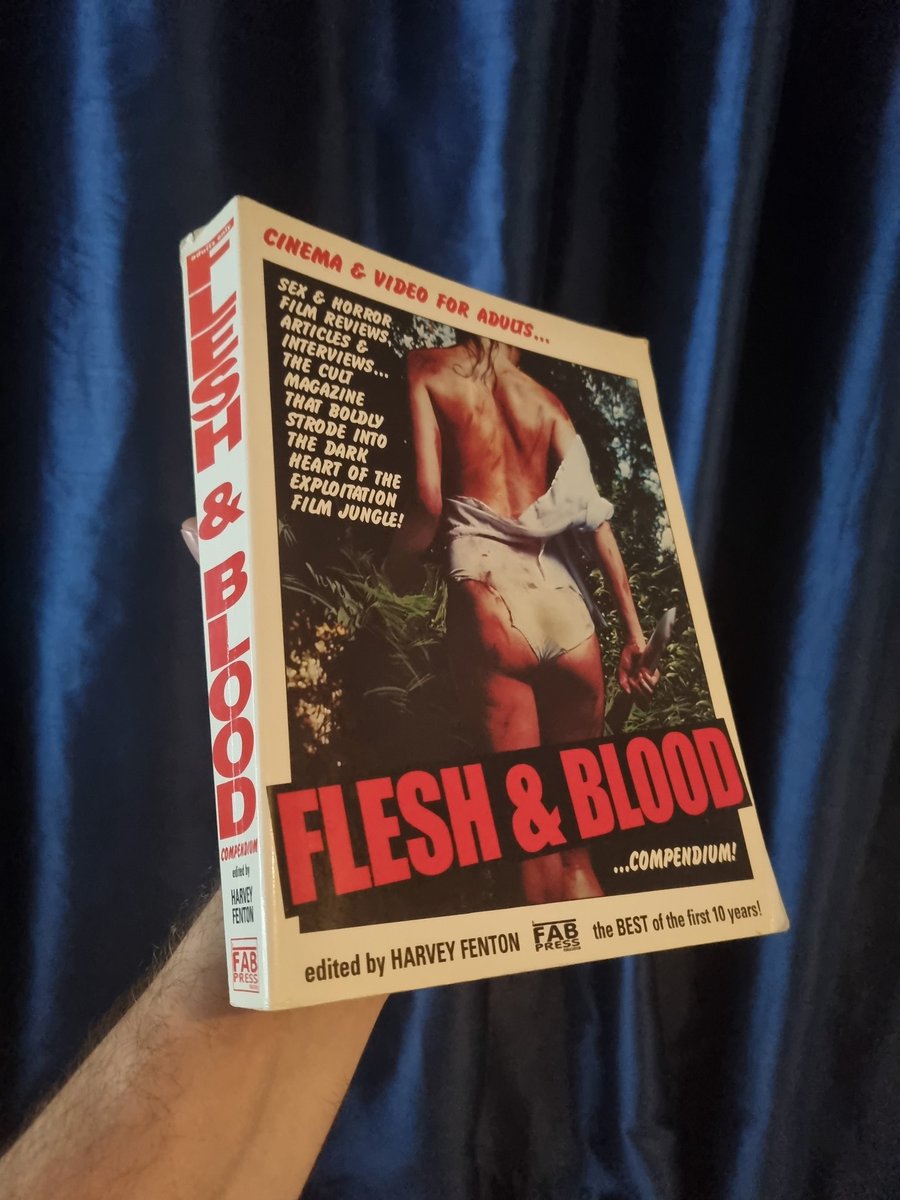 FLESH & BLOOD
COMPENDIUM
edited by
HARVEY
FENTON
FAB
PRESS
CINEMA & VIDEO FOR ADULTS...
SEX & HORROR
FILM REVIEWS,
ARTICLES &
INTERVIEWS...
THE CULT
MAGAZINE
THAT BOLDLY
STRODE INTO
THE DARK
HEART OF THE
EXPLOITATION
FILM JUNGLE!
FLESH & BLOOD
...COMPENDIUM!
edited by HARVEY FENTON
FAB
PRESS
the BEST of the first 10 years!